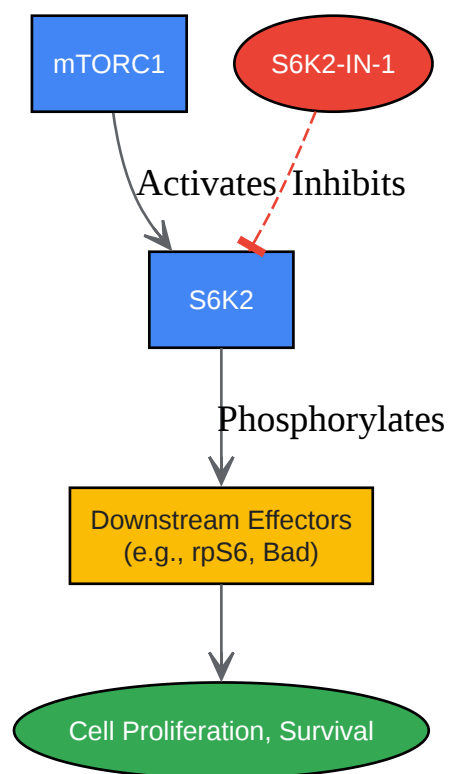 mTORC1
S6K2-IN-1
Activates
Inhibits
S6K2
Phosphorylates
Downstream Effectors
(e.g., rpS6, Bad)
Cell Proliferation, Survival